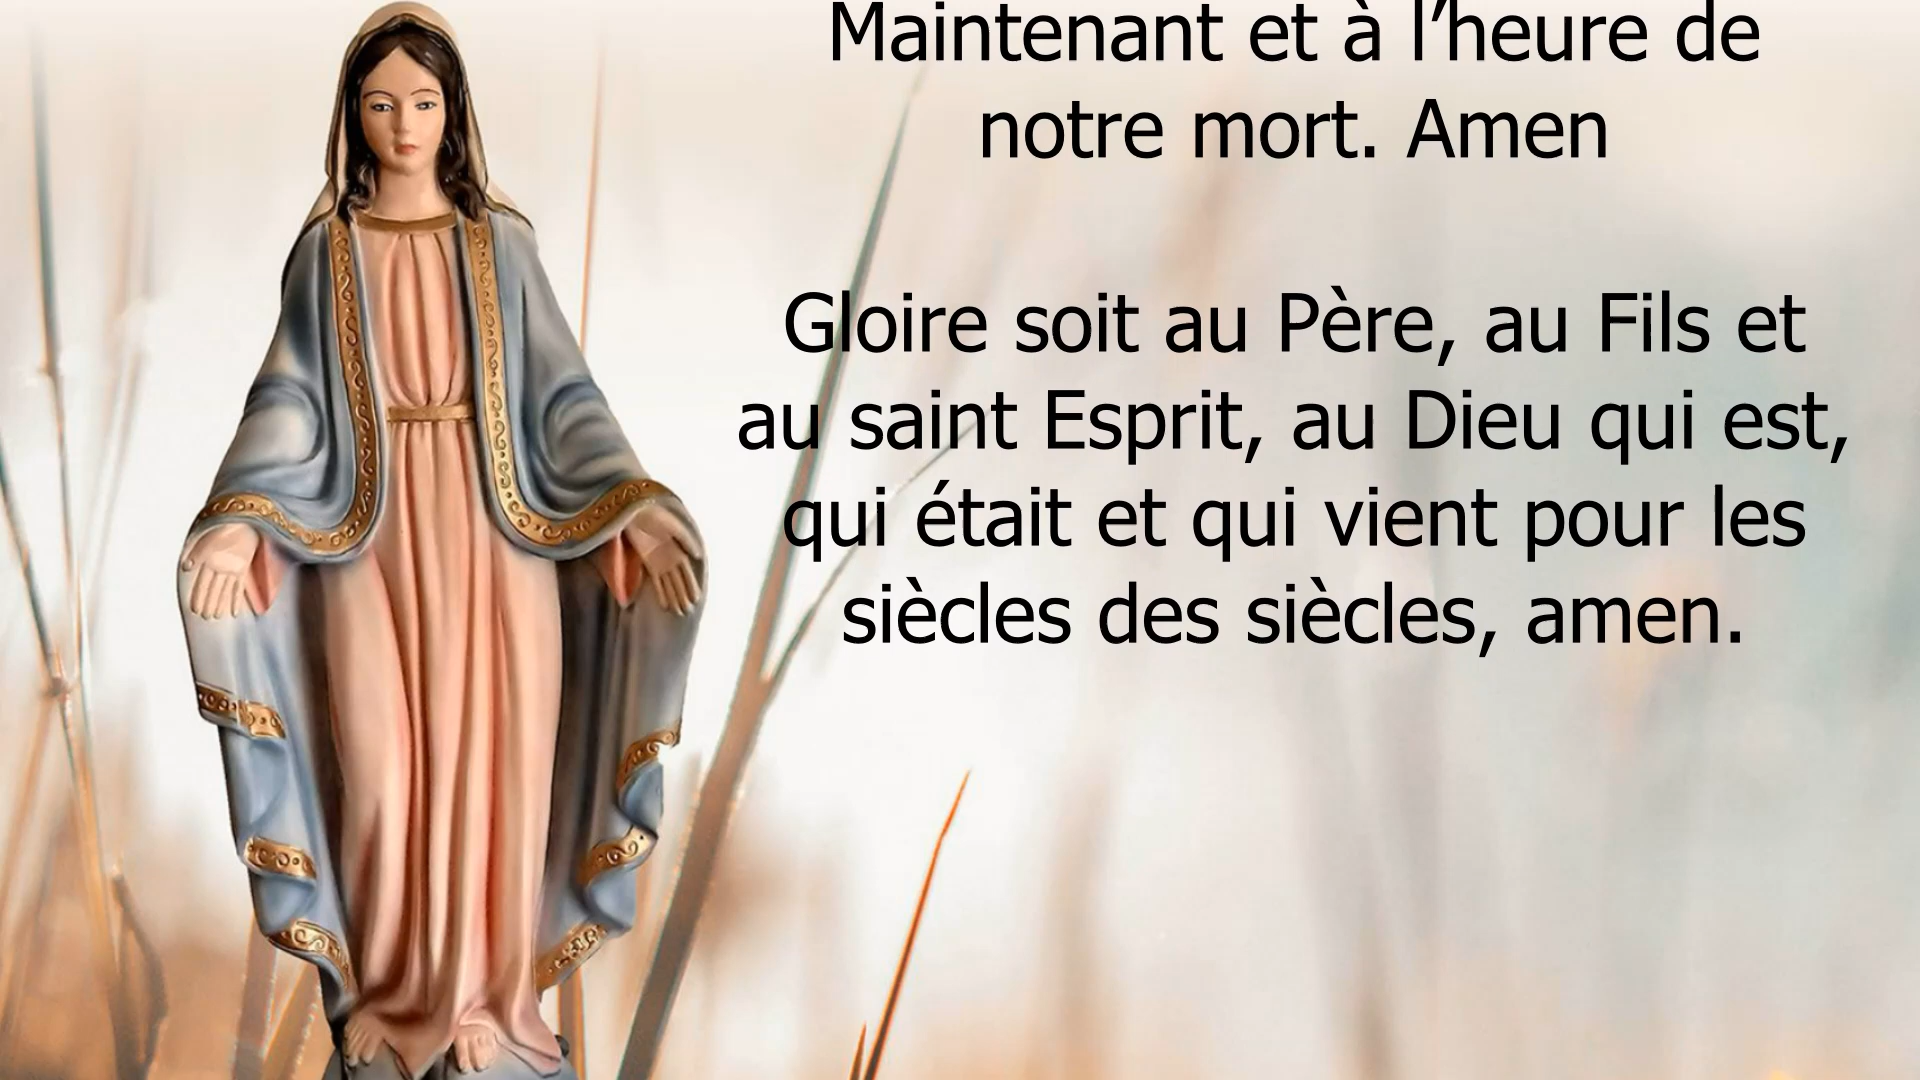 Maintenant et à l’heure de
notre mort. Amen
Gloire soit au Père, au Fils et
au saint Esprit, au Dieu qui est,
qui était et qui vient pour les
siècles des siècles, amen.